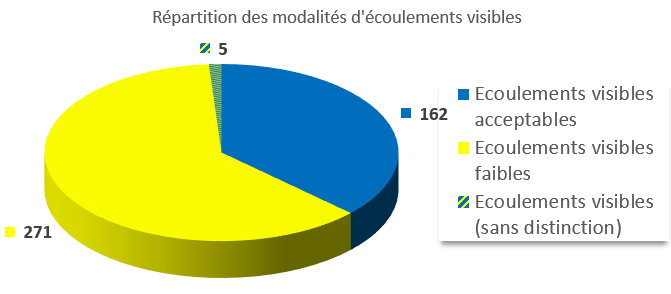 Répartition des modalités d'écoulements visibles
5
162
271
Ecoulements visibles
acceptables
Ecoulements visibles
faibles
Ecoulements visibles
(sans distinction)